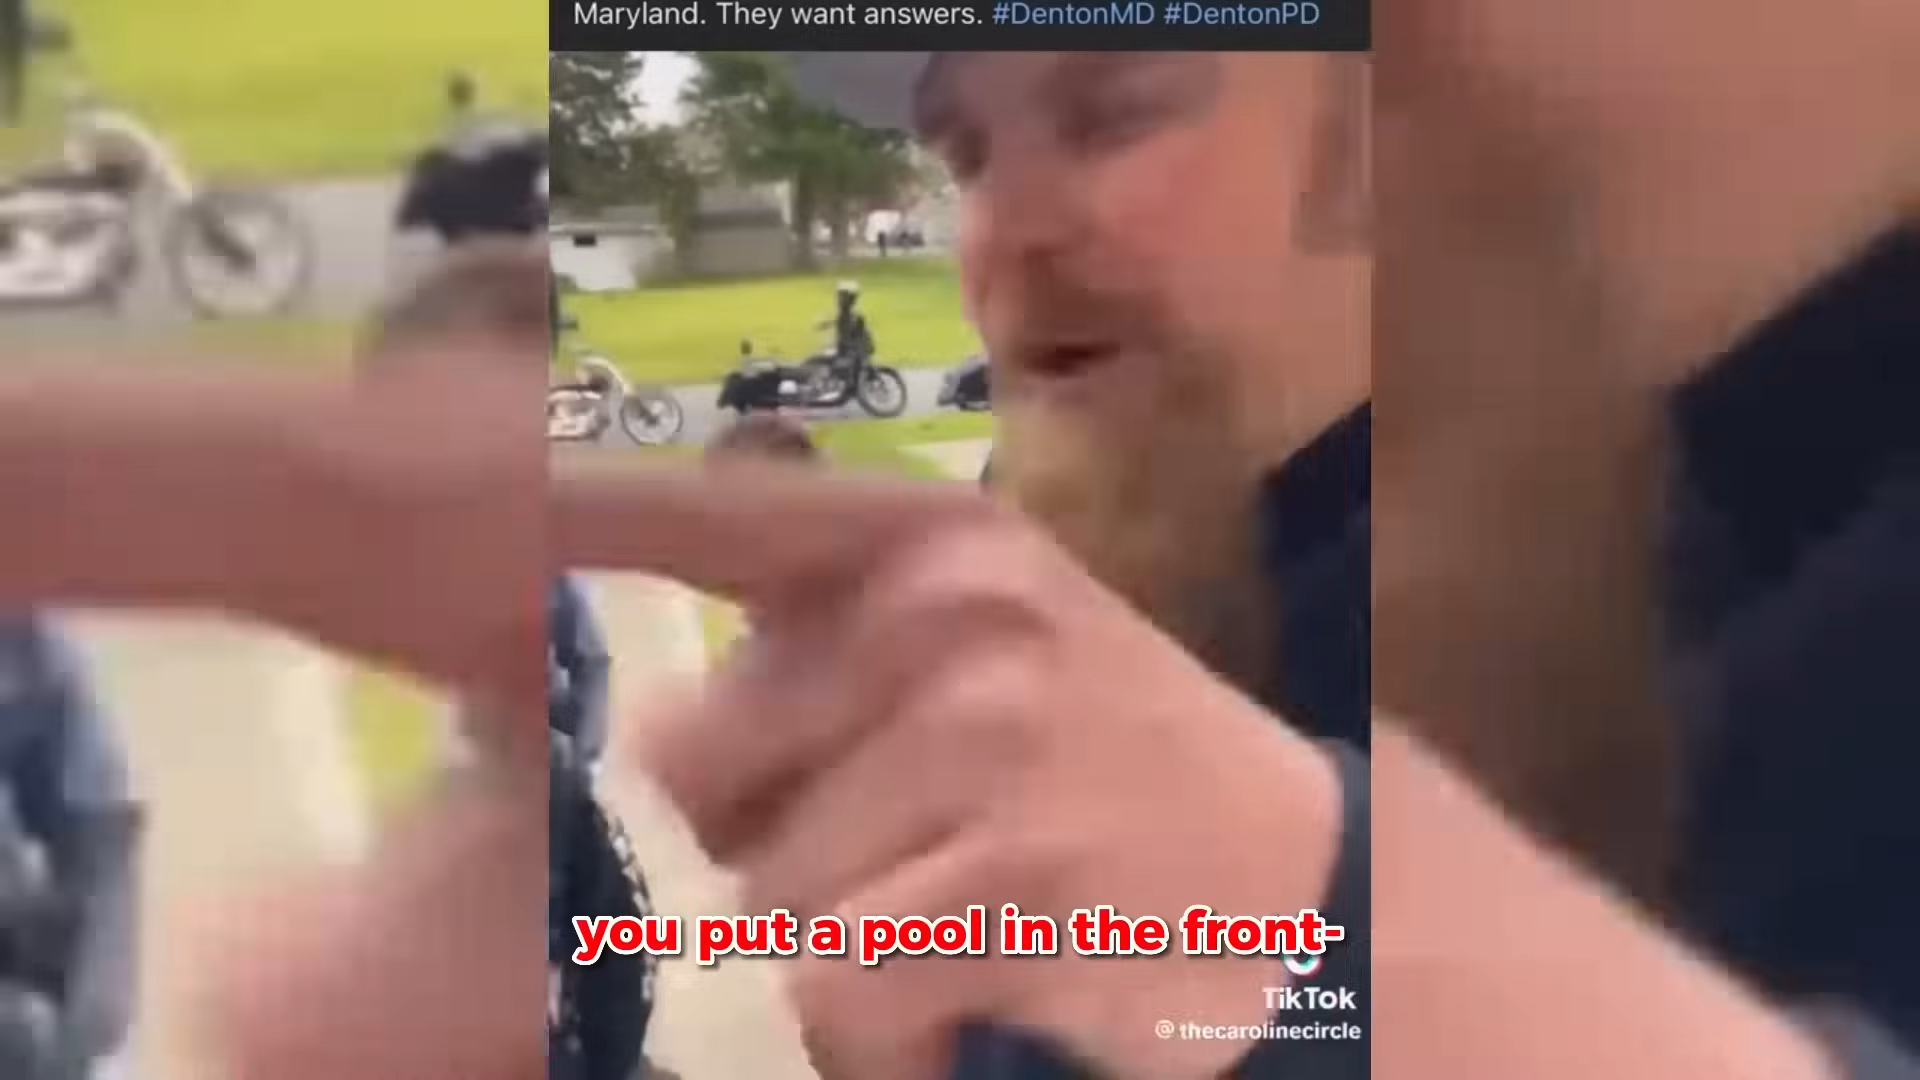 Maryland. They want answers. #DentonMD #DentonPD
you put a pool in the front-
TikTok
@thecarolinecircle